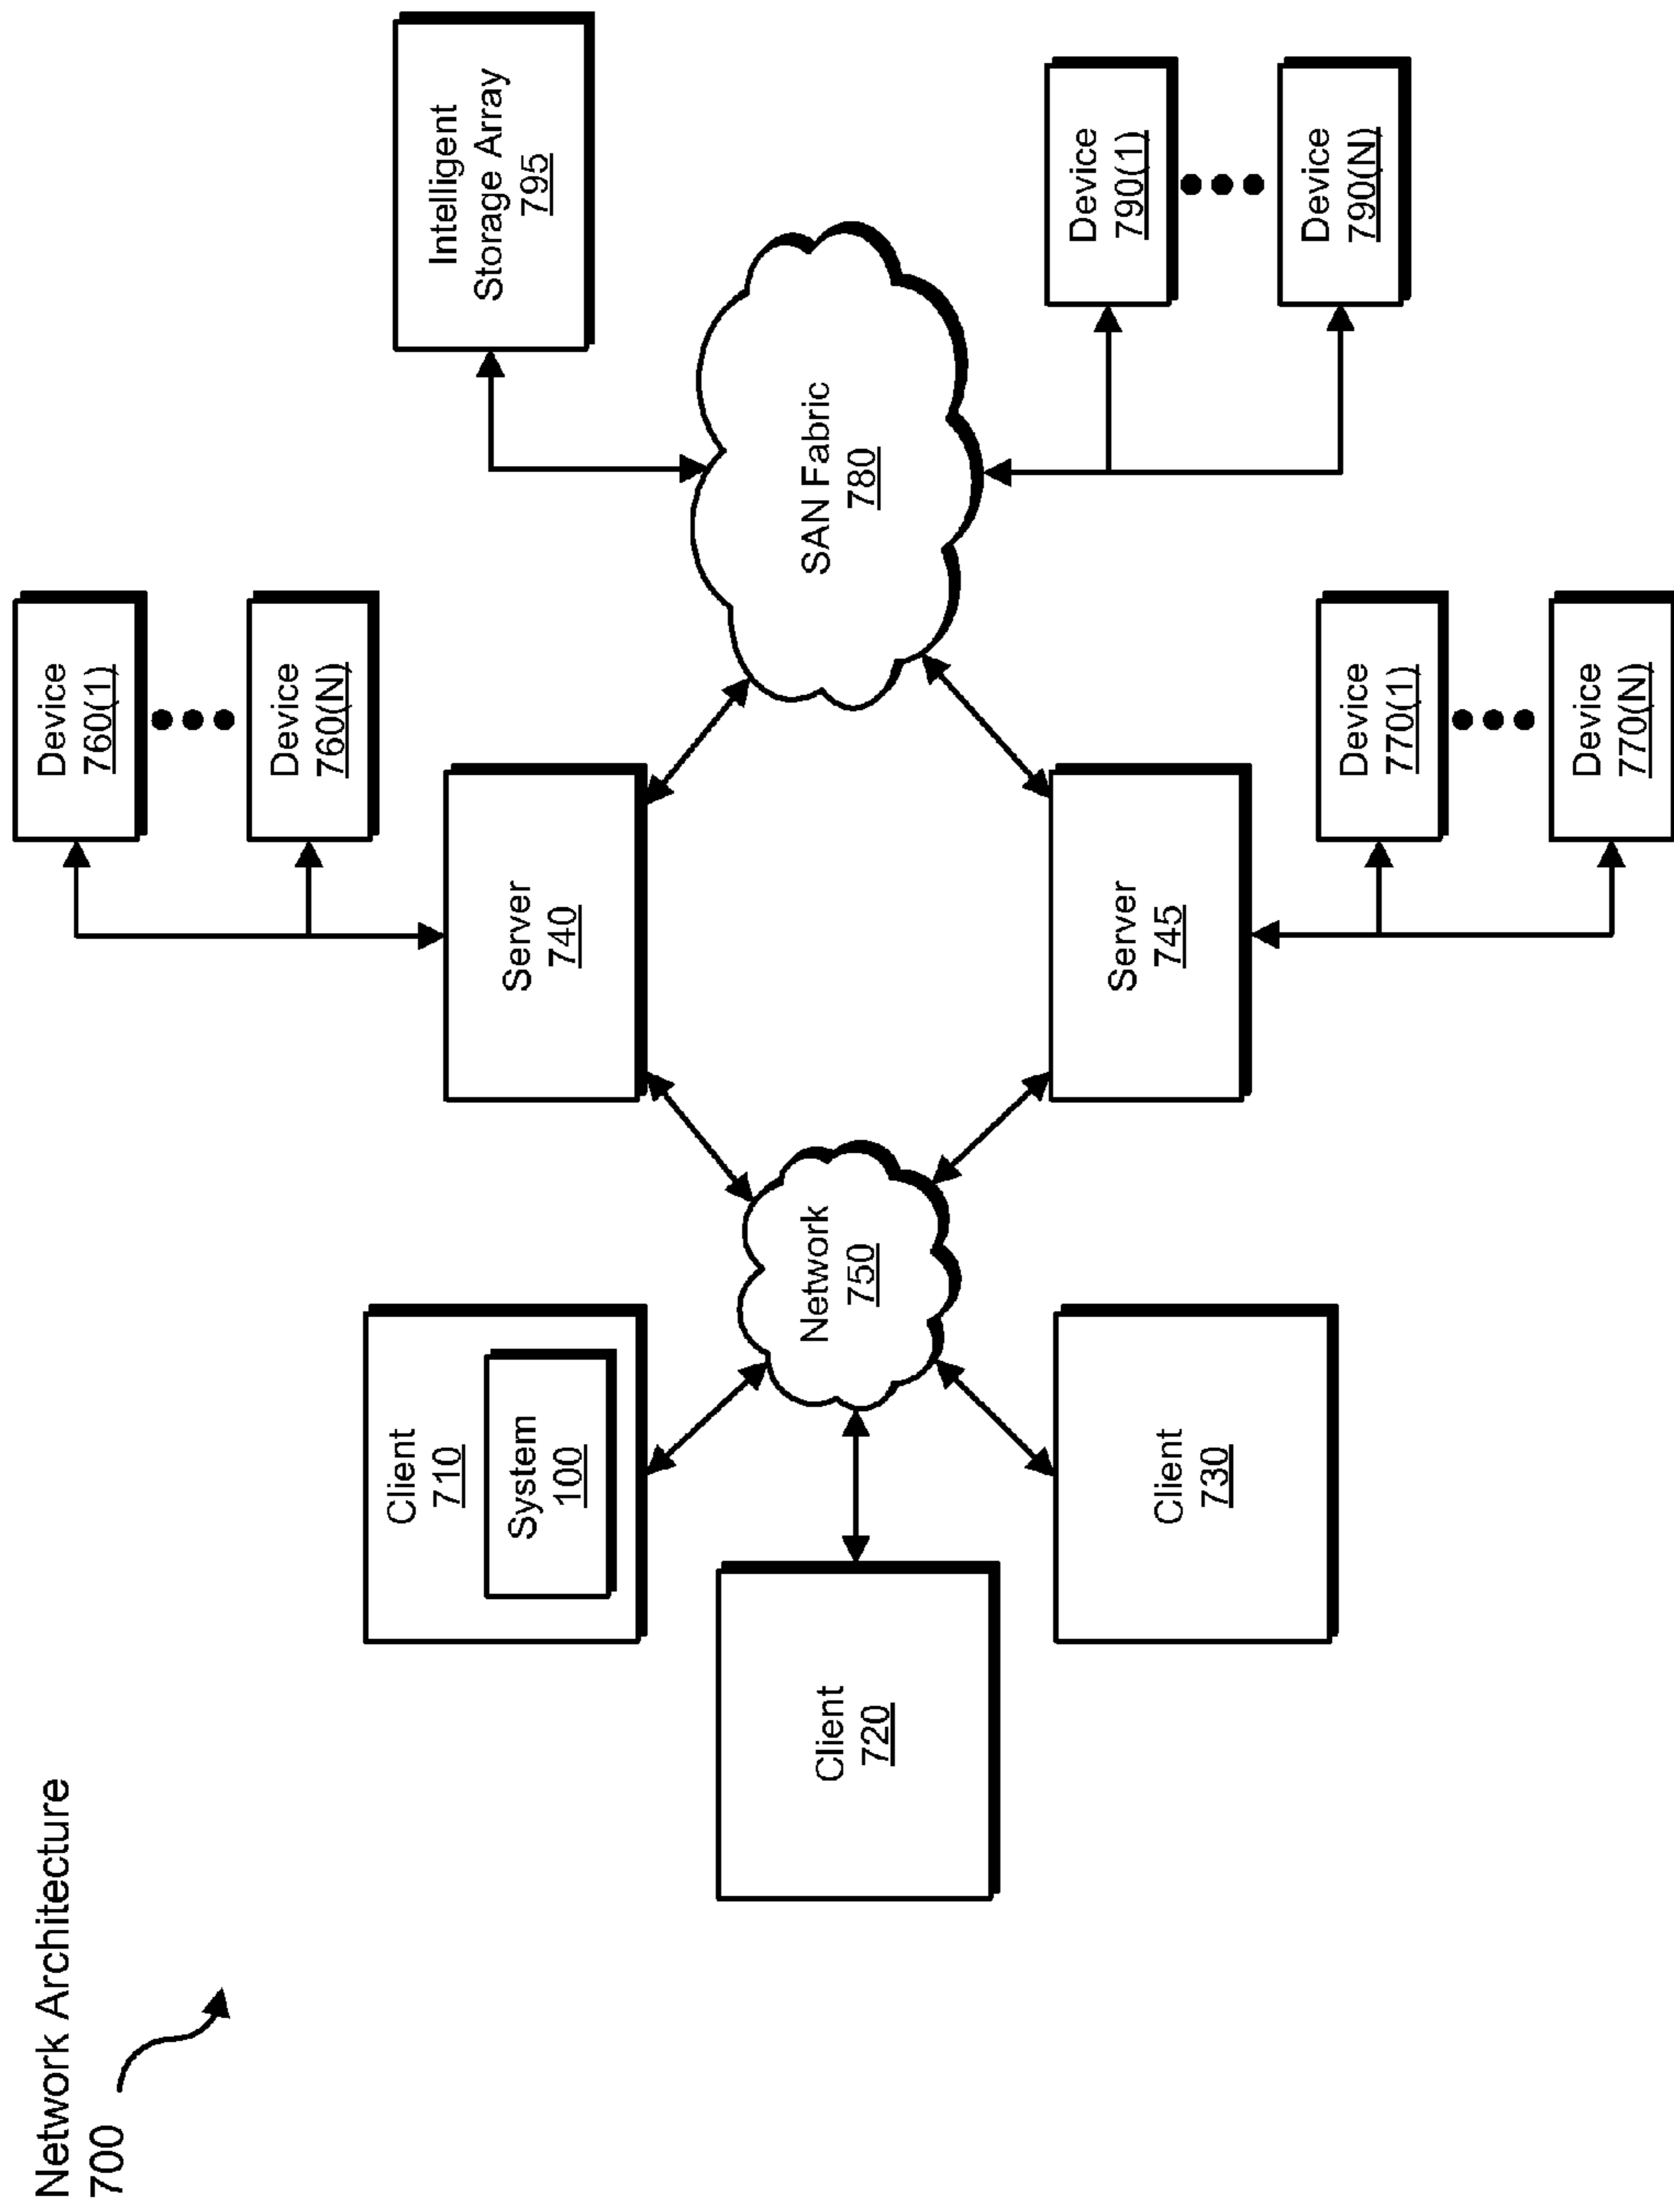 Network Architecture
700
Device
760(1)
Device
760(N)
Intelligent
Storage Array
795
Client
710
System
100
Server
740
Client
720
Network
750
SAN Fabric
780
Client
730
Server
745
Device
790(1)
Device
790(N)
Device
770(1)
Device
770(N)